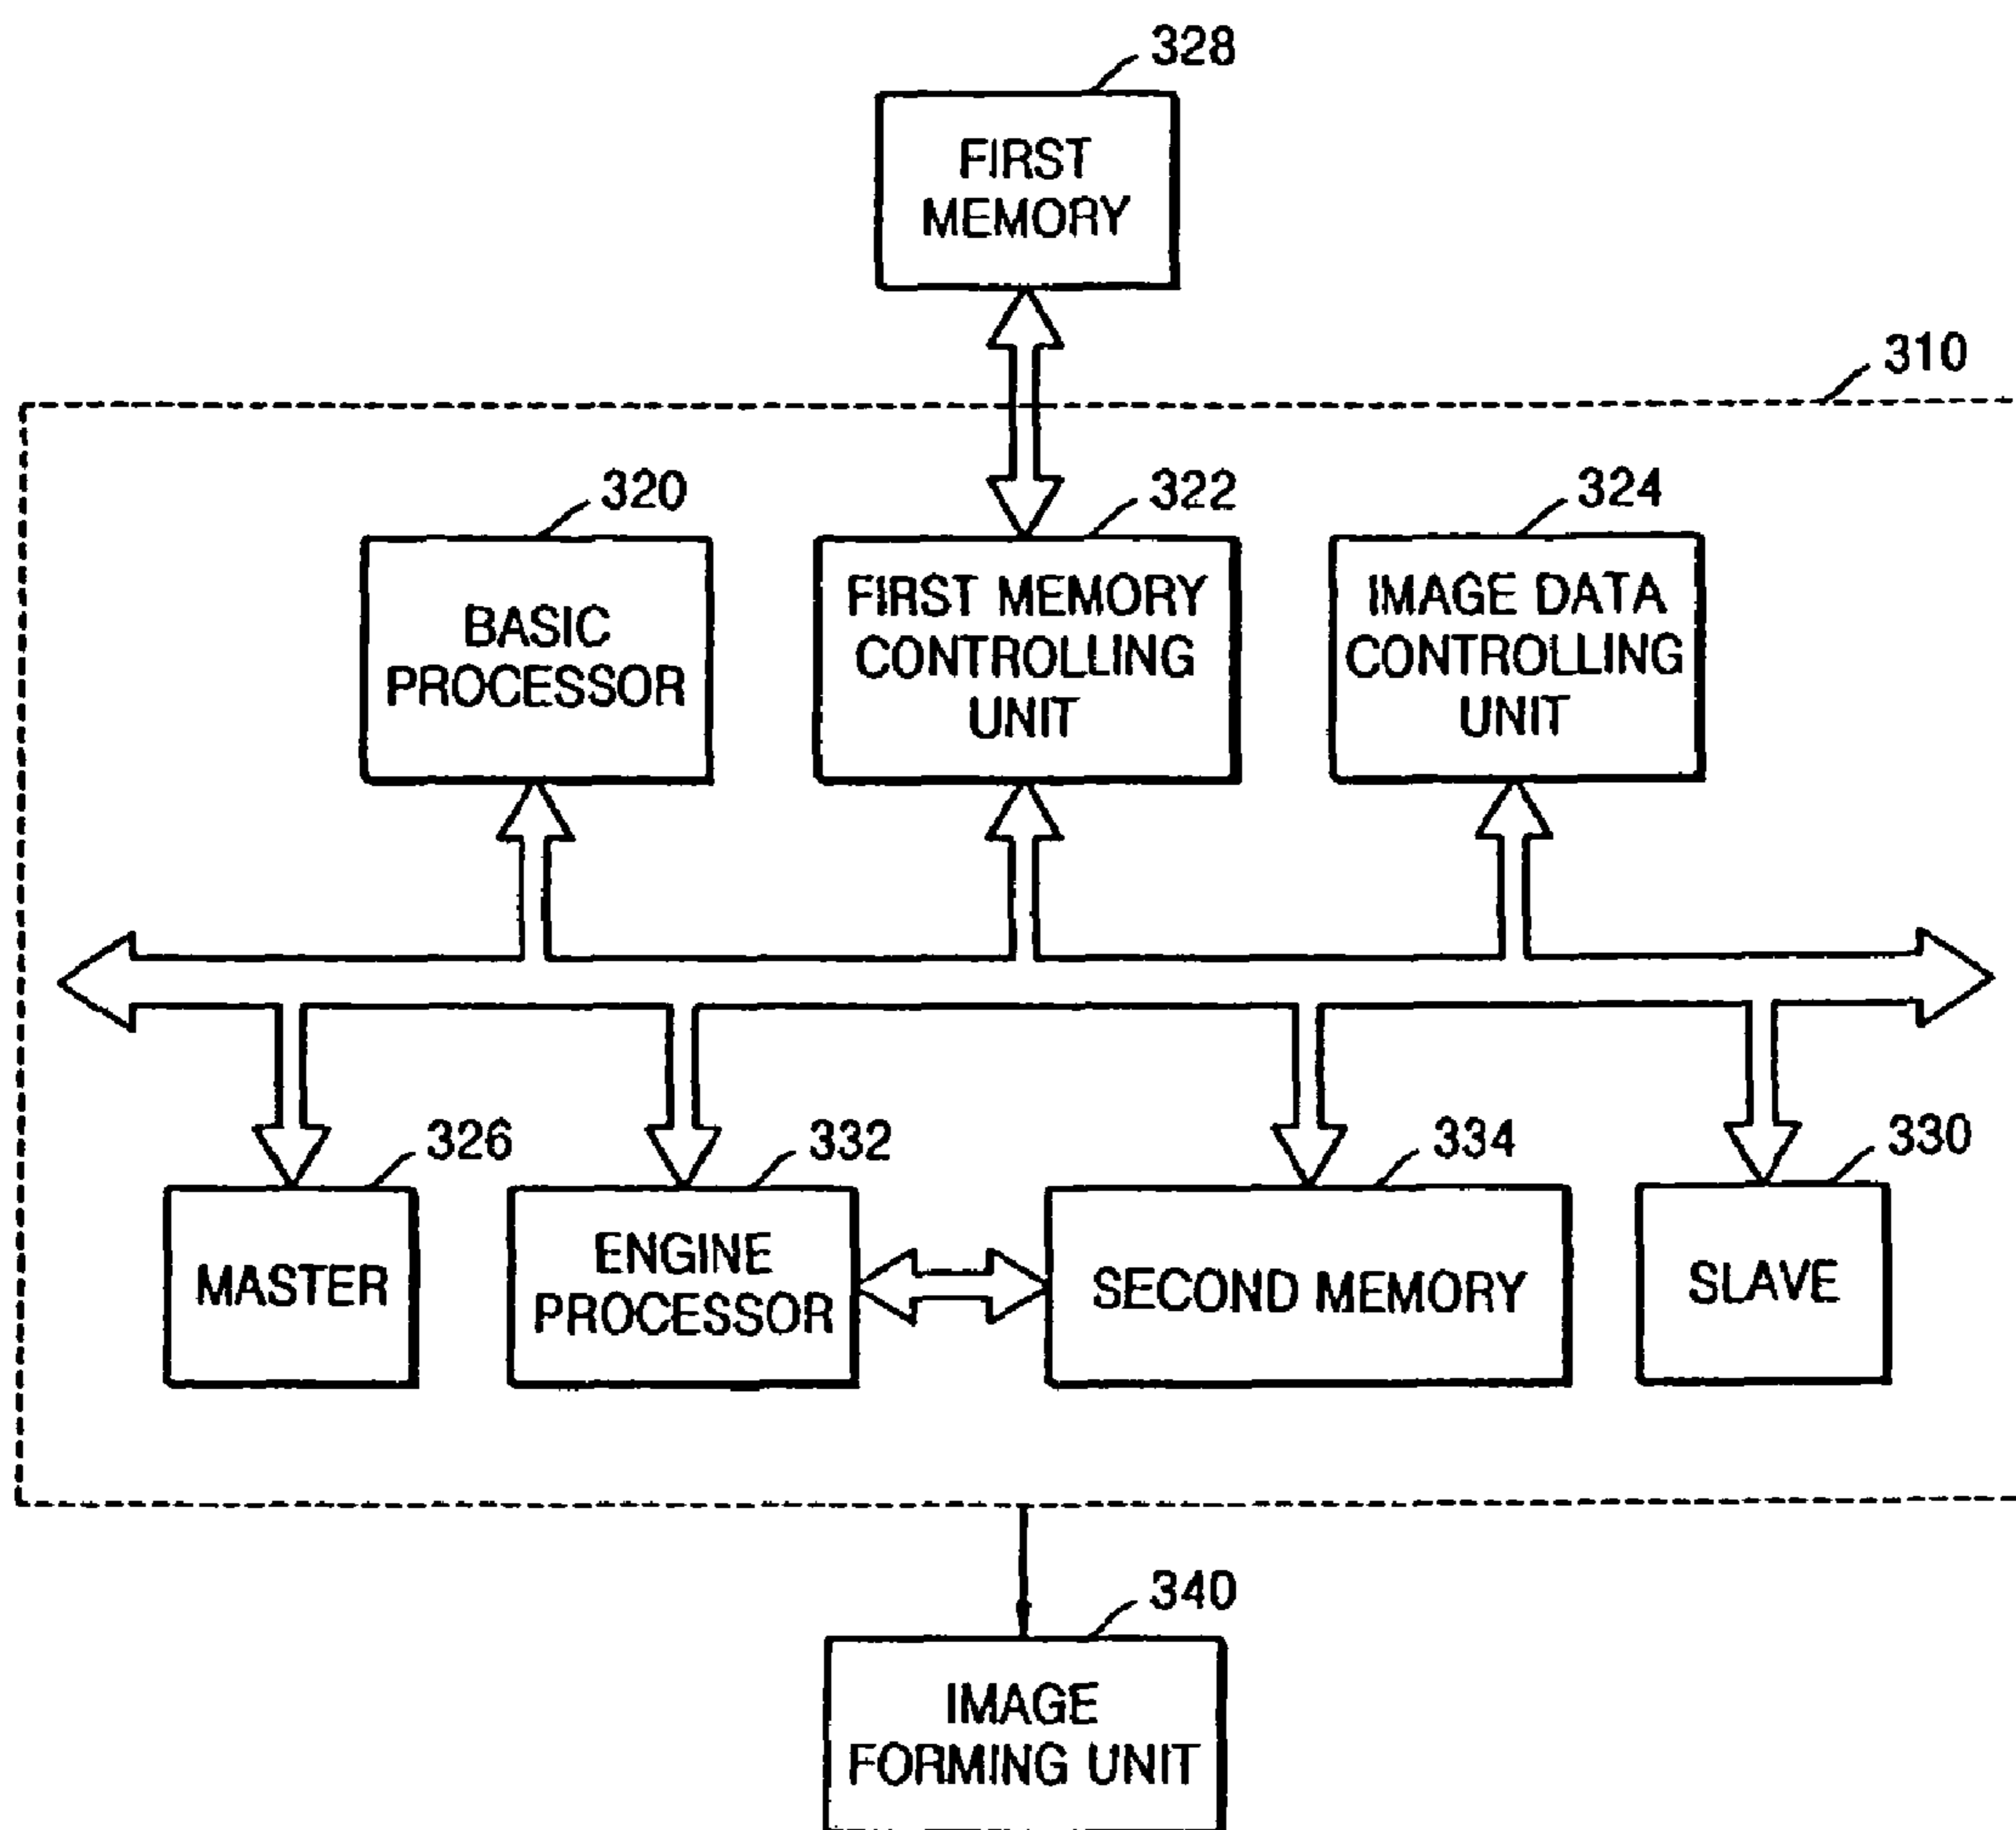 328
FIRST
MEMORY
310
320
322
324
BASIC
PROCESSOR
FIRST MEMORY
CONTROLLING
UNIT
IMAGE DATA
CONTROLLING
UNIT
326
332
334
330
MASTER
ENGINE
PROCESSOR
SECOND MEMORY
SLAVE
340
IMAGE
FORMING UNIT